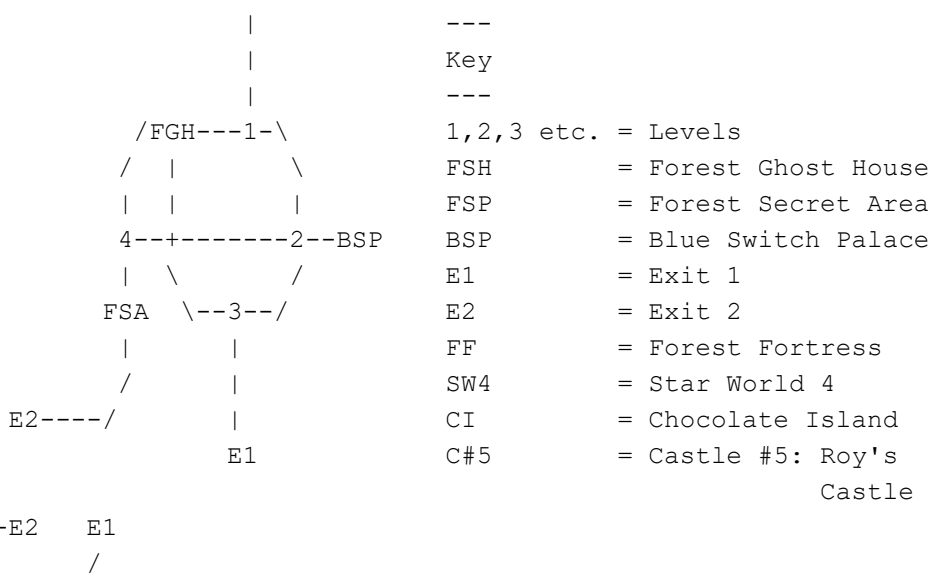 |             ---
                 |             Key
                 |             ---
         /FGH---1-\            1,2,3 etc. = Levels
        /  |       \           FSH        = Forest Ghost House
        |  |        |          FSP        = Forest Secret Area
        4--+-------2--BSP      BSP        = Blue Switch Palace
        |  \       /           E1         = Exit 1
       FSA  \--3--/            E2         = Exit 2
        |      |               FF         = Forest Fortress
        /      |               SW4        = Star World 4
 E2----/       |               CI         = Chocolate Island
               E1              C#5        = Castle #5: Roy's
                                                   Castle
-E2   E1
      /